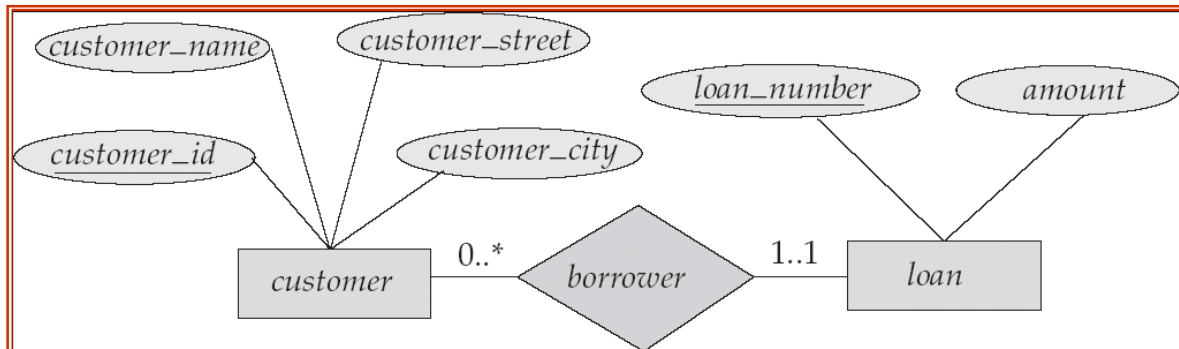 customer_name
customer_street
loan_number
amount
customer_id
customer_city
customer
0..*
borrower
1..1
loan